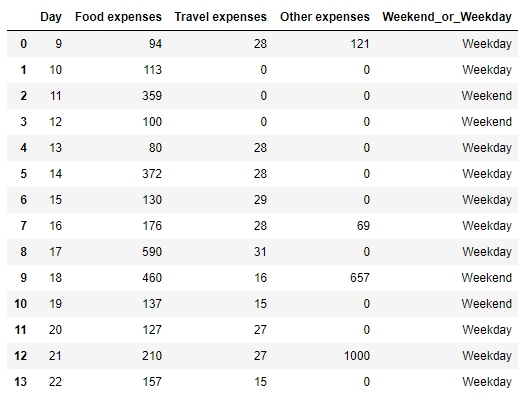 Day Food expenses Travel expenses Other expenses Weekend_or_Weekday
0 9 94 28 121 Weekday
1 10 113 0 0 Weekday
2 11 359 0 0 Weekend
3 12 100 0 0 Weekend
4 13 80 28 0 Weekday
5 14 372 28 0 Weekday
6 15 130 29 0 Weekday
7 16 176 28 69 Weekday
8 17 590 31 0 Weekday
9 18 460 16 657 Weekend
10 19 137 15 0 Weekend
11 20 127 27 0 Weekday
12 21 210 27 1000 Weekday
13 22 157 15 0 Weekday